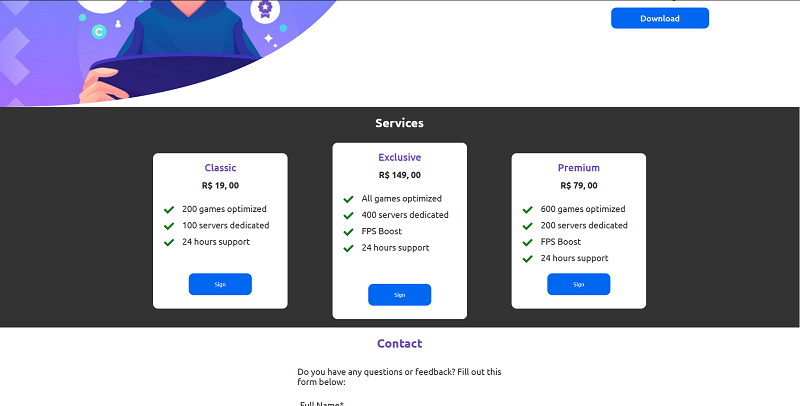 Download
Services
Classic
R$ 19, 00
200 games optimized
100 servers dedicated
24 hours support
Sign
Exclusive
R$ 149, 00
All games optimized
400 servers dedicated
FPS Boost
24 hours support
Sign
Premium
R$ 79, 00
600 games optimized
200 servers dedicated
FPS Boost
24 hours support
Sign
Contact
Do you have any questions or feedback? Fill out this
form below:
Full Name*